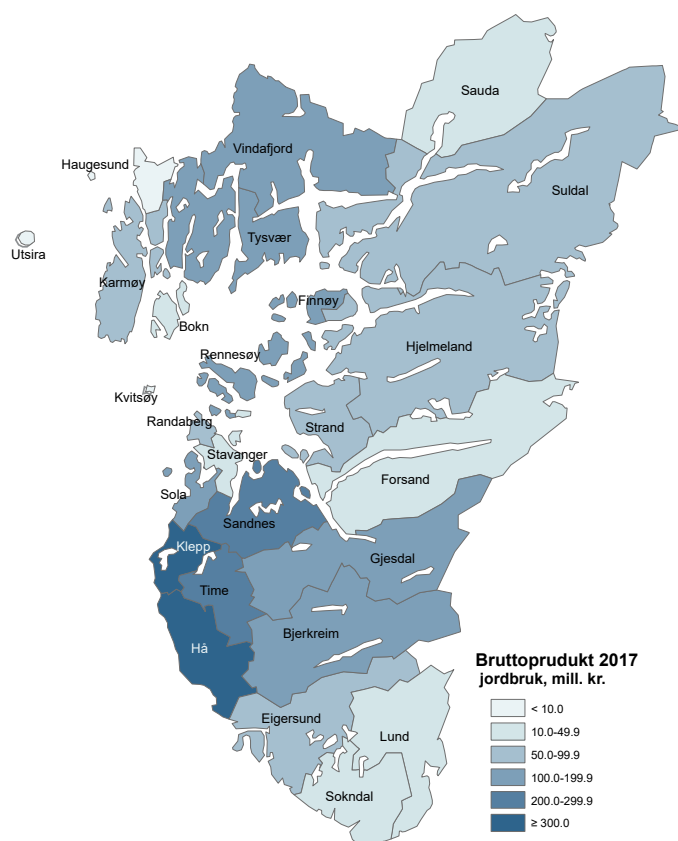 Sauda
Vindafjord
Haugesund
Suldal
Tysvær
Utsira
Karmøy
Finnøy
Bokn
Hjelmeland
Rennesøy
Kvitsøy
Randaberg
Strand
Stavanger
Forsand
Sola
Sandnes
Klepp
Gjesdal
Time
Bjerkreim
Hå
Eigersund
Lund
Sokndal
Bruttoprudukt 2017
jordbruk, mill. kr.
< 10.0
10.0-49.9
50.0-99.9
100.0-199.9
200.0-299.9
≥ 300.0